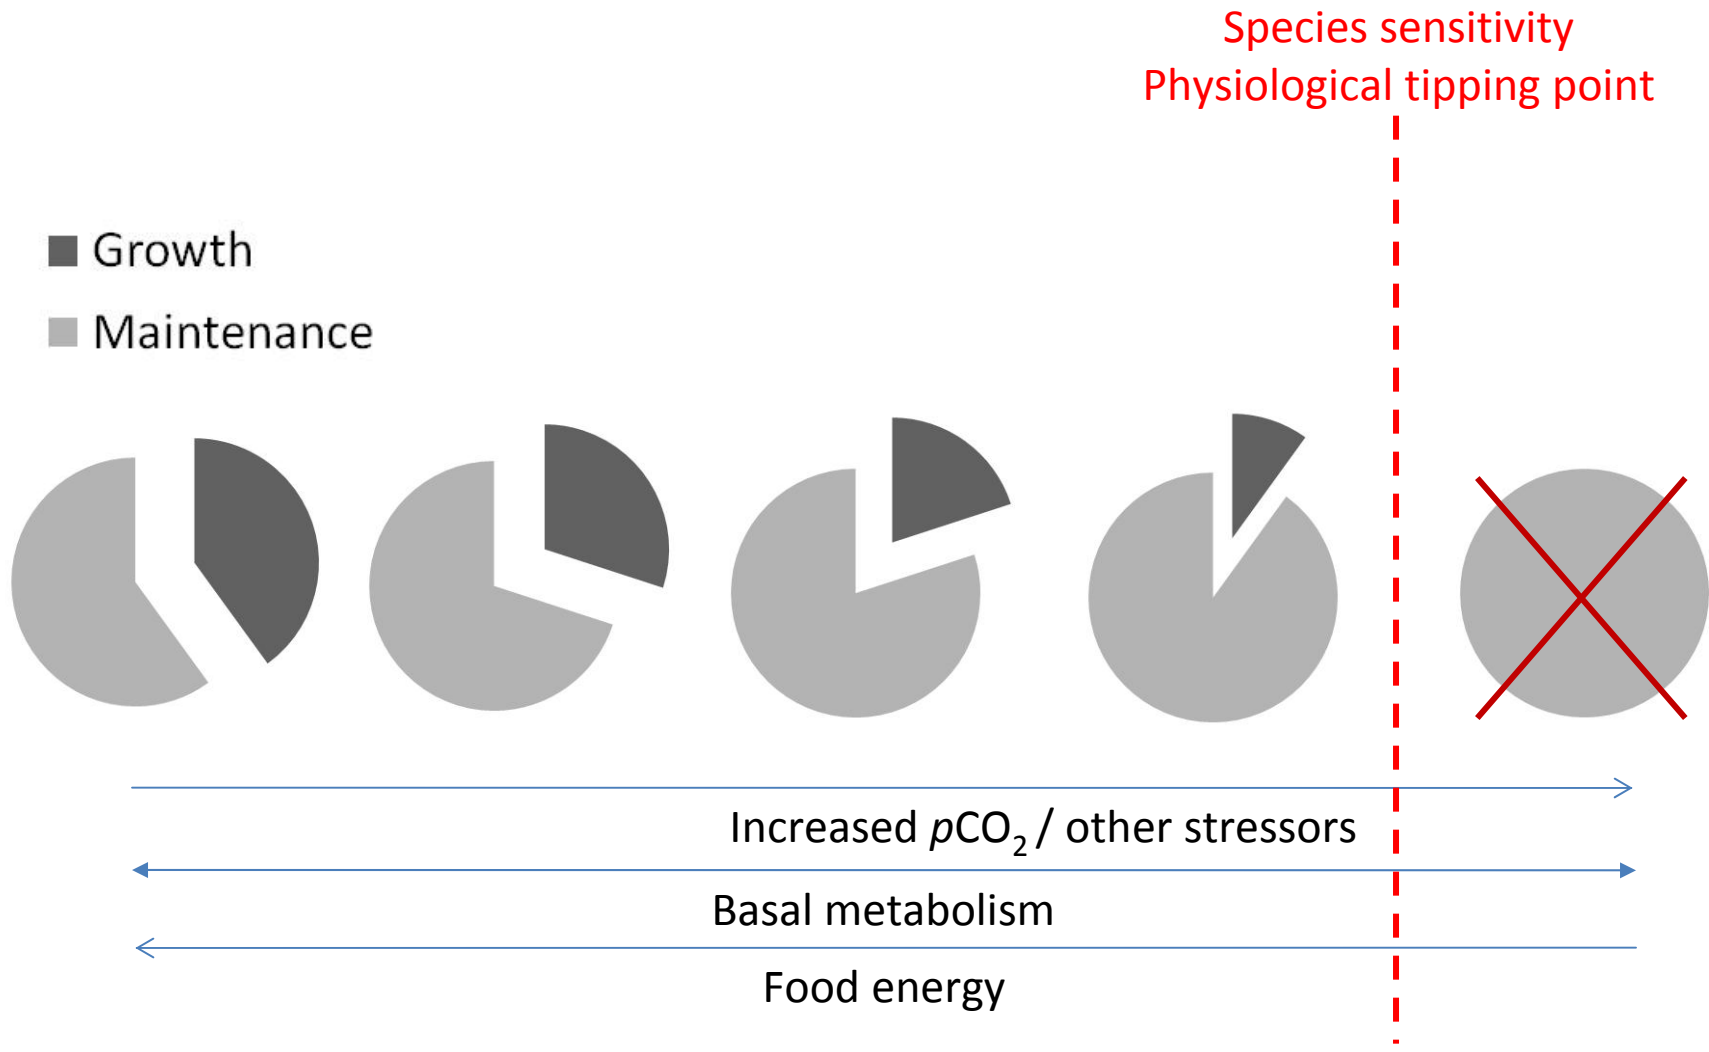 Species sensitivity
Physiological tipping point
Growth
Maintenance
Increased pCO₂ / other stressors
Basal metabolism
Food energy